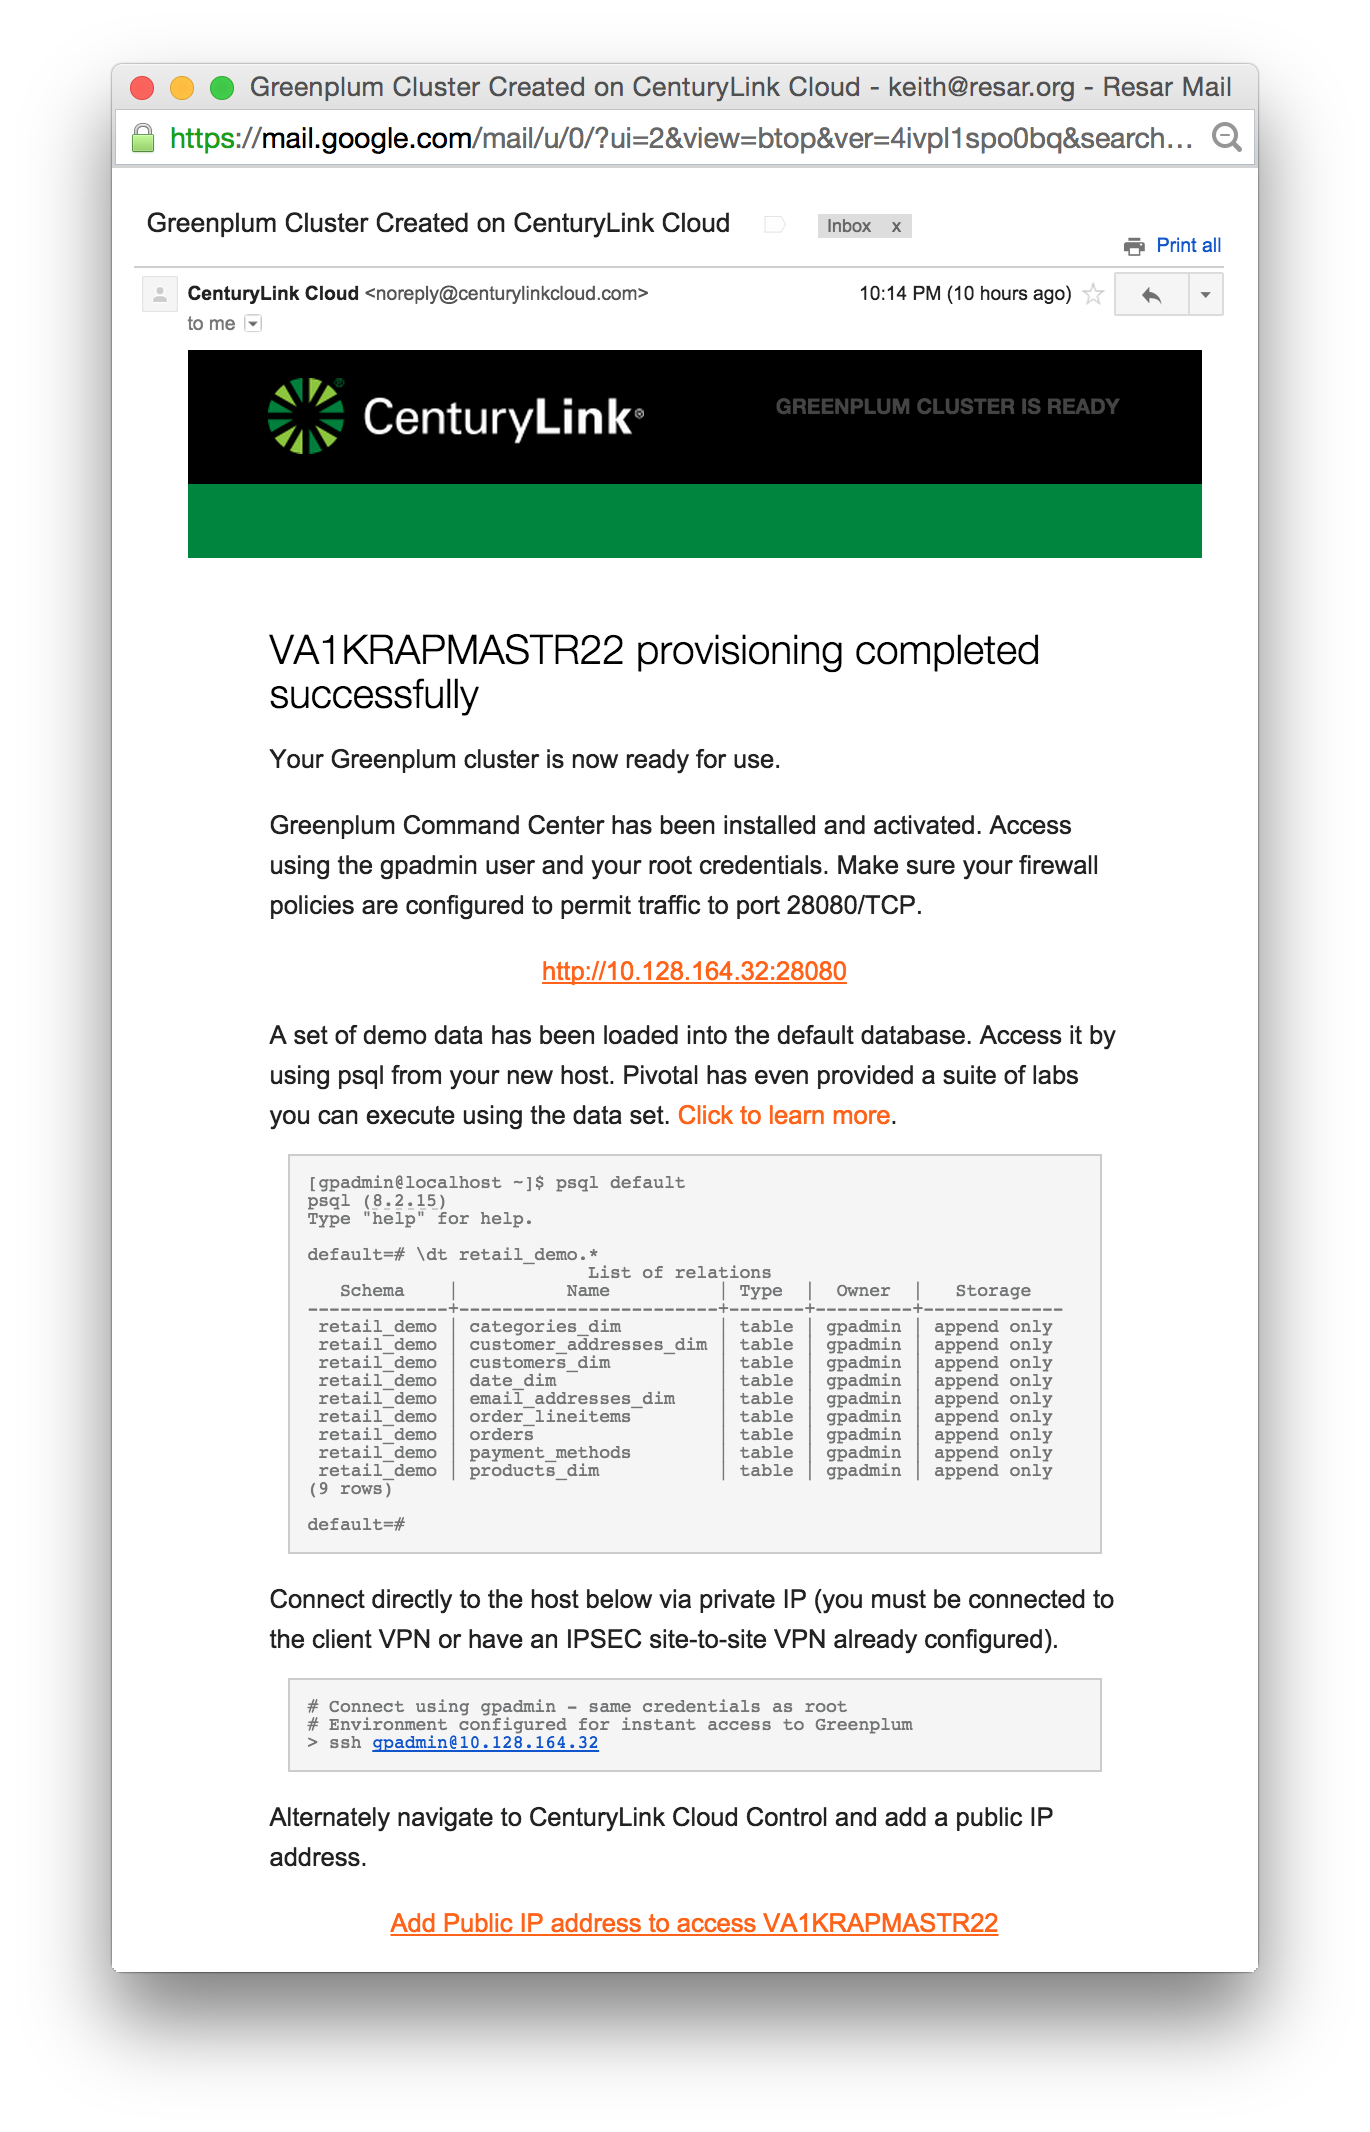 Greenplum Cluster Created on CenturyLink Cloud - keith@resar.org - Resar Mail
https://mail.google.com/mail/u/0/?ui=2&view=btop&ver=4ivpl1spo0bq&search...
Greenplum Cluster Created on CenturyLink Cloud
Inbox x
Print all
CenturyLink Cloud <noreply@centurylinkcloud.com>
10:14 PM (10 hours ago)
to me
CenturyLink®
GREENPLUM CLUSTER IS READY
VA1KRAPMASTR22 provisioning completed
successfully
Your Greenplum cluster is now ready for use.
Greenplum Command Center has been installed and activated. Access
using the gpadmin user and your root credentials. Make sure your firewall
policies are configured to permit traffic to port 28080/TCP.
http://10.128.164.32:28080
A set of demo data has been loaded into the default database. Access it by
using psql from your new host. Pivotal has even provided a suite of labs
you can execute using the data set. Click to learn more.
[gpadmin@localhost ~]$ psql default
psql (8.2.15)
Type "help" for help.
default=# \dt retail_demo.*
List of relations
Schema | Name | Type | Owner | Storage
-------------+------------------------+-------+---------+-------------
retail_demo | categories_dim | table | gpadmin | append only
retail_demo | customer_addresses_dim | table | gpadmin | append only
retail_demo | customers_dim | table | gpadmin | append only
retail_demo | date_dim | table | gpadmin | append only
retail_demo | email_addresses_dim | table | gpadmin | append only
retail_demo | order_lineitems | table | gpadmin | append only
retail_demo | orders | table | gpadmin | append only
retail_demo | payment_methods | table | gpadmin | append only
retail_demo | products_dim | table | gpadmin | append only
(9 rows)
default=#
Connect directly to the host below via private IP (you must be connected to
the client VPN or have an IPSEC site-to-site VPN already configured).
# Connect using gpadmin - same credentials as root
# Environment configured for instant access to Greenplum
> ssh gpadmin@10.128.164.32
Alternately navigate to CenturyLink Cloud Control and add a public IP
address.
Add Public IP address to access VA1KRAPMASTR22